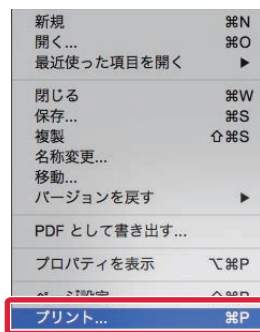 新規 ⌘N
開く... ⌘O
最近使った項目を開く ▶
閉じる ⌘W
保存... ⌘S
複製 ⇧⌘S
名称変更...
移動...
バージョンを戻す ▶
PDF として書き出す...
プロパティを表示 ⌥⌘P
プリント... ⌘P